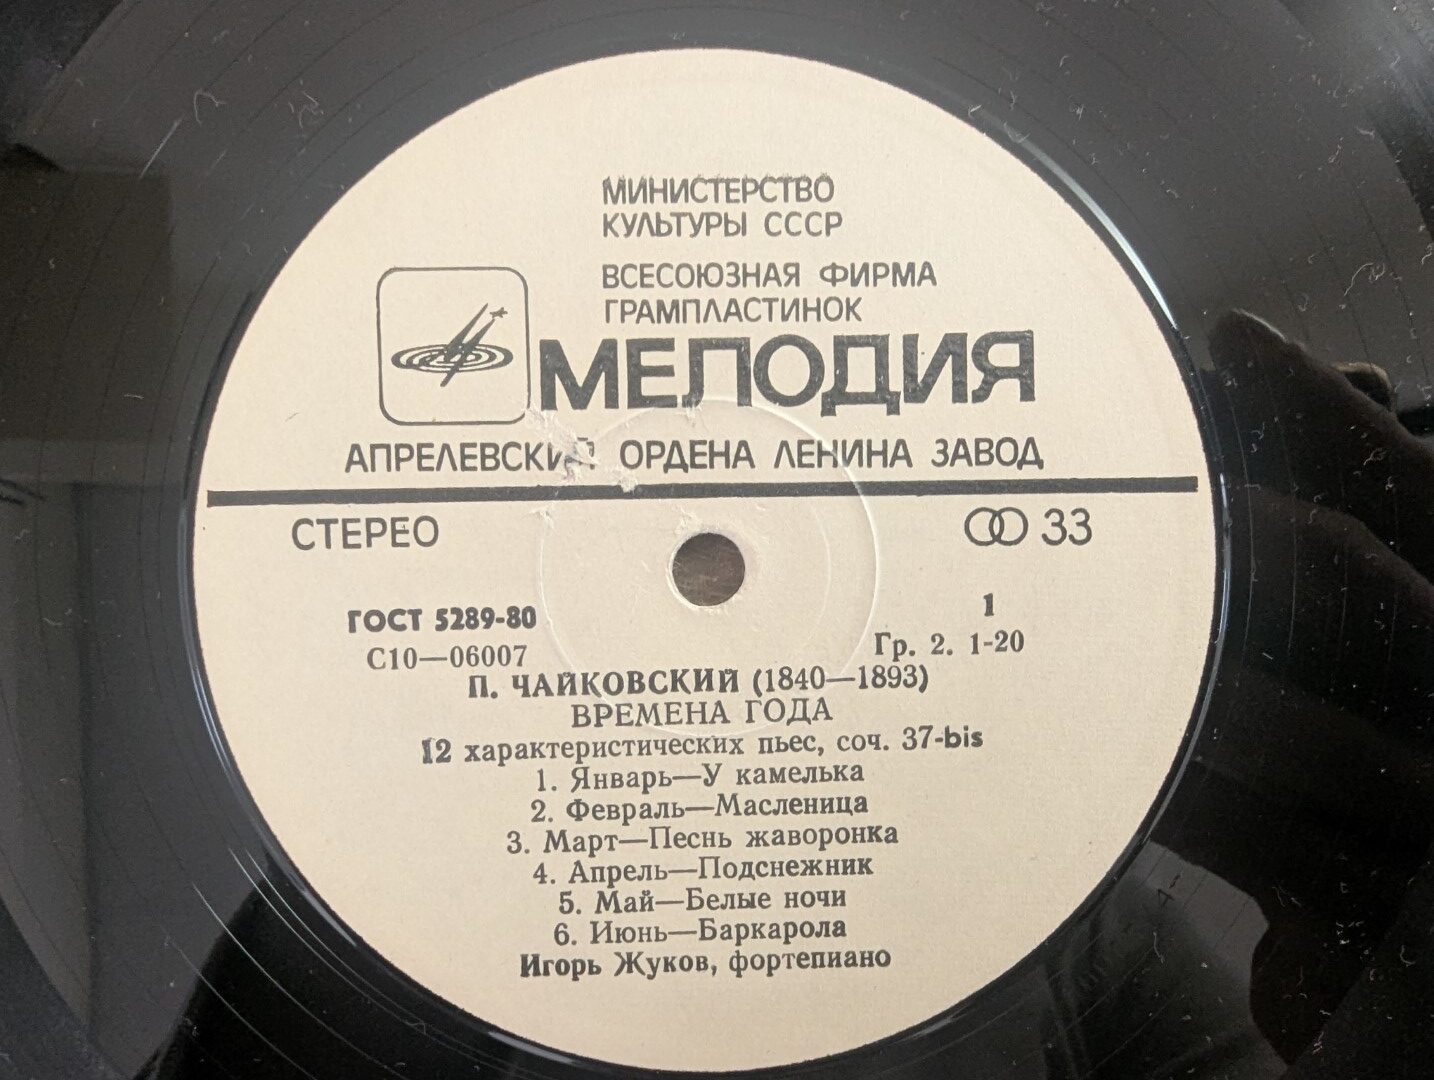 МИНИСТЕРСТВО
КУЛЬТУРЫ СССР
ВСЕСОЮЗНАЯ ФИРМА
ГРАМПЛАСТИНОК
МЕЛОДИЯ
АПРЕЛЕВСКИЙ ОРДЕНА ЛЕНИНА ЗАВОД
СТЕРЕО 33
ГОСТ 5289-80 1
С10—06007 Гр. 2. 1-20
П. ЧАЙКОВСКИЙ (1840—1893)
ВРЕМЕНА ГОДА
12 характеристических пьес, соч. 37-bis
1. Январь—У камелька
2. Февраль—Масленица
3. Март—Песнь жаворонка
4. Апрель—Подснежник
5. Май—Белые ночи
6. Июнь—Баркарола
Игорь Жуков, фортепиано